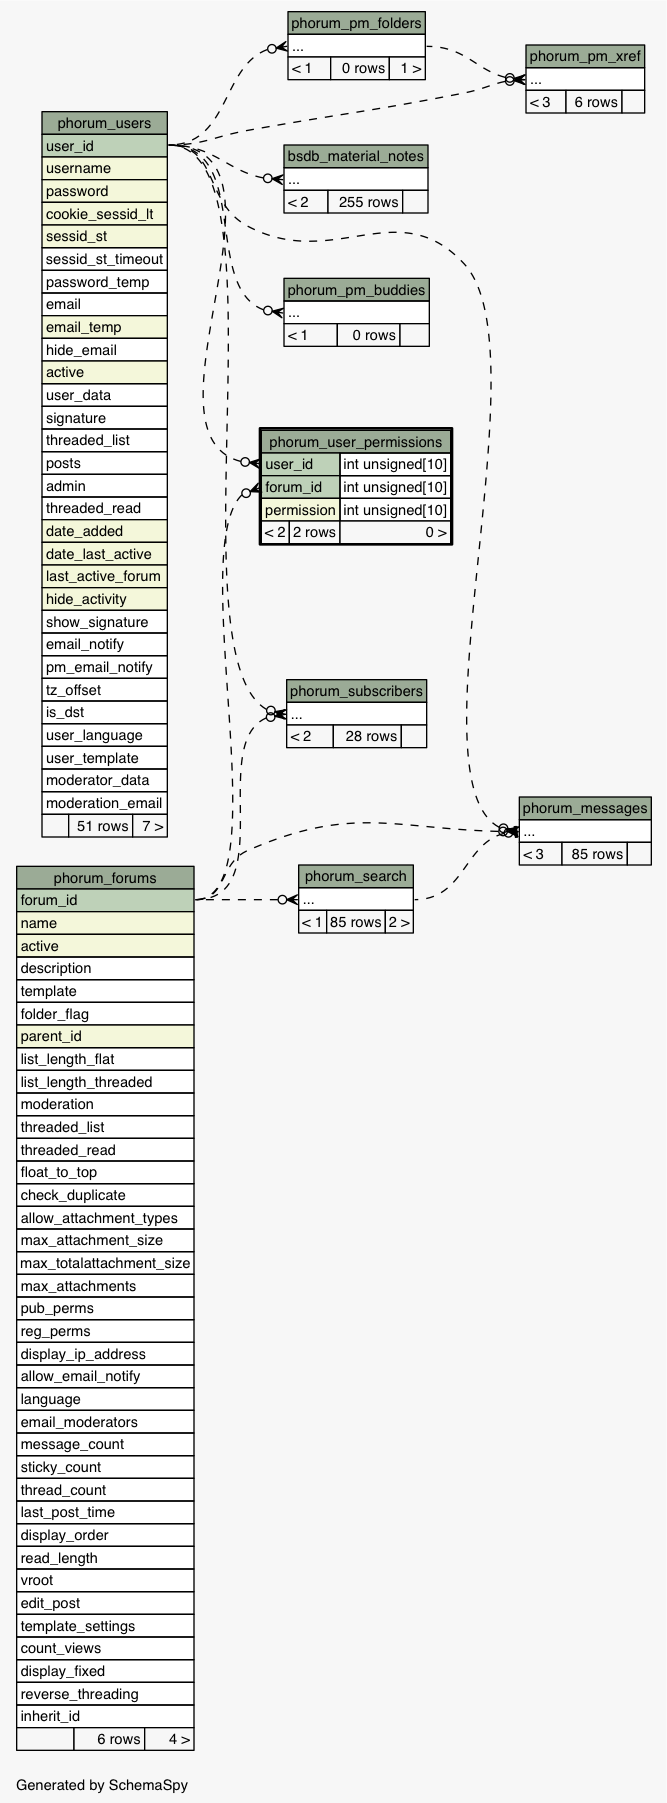 phorum_pm_folders
...
< 1 0 rows 1 >
phorum_pm_xref
...
< 3 6 rows
phorum_users
user_id
username
password
cookie_sessid_lt
sessid_st
sessid_st_timeout
password_temp
email
email_temp
hide_email
active
user_data
signature
threaded_list
posts
admin
threaded_read
date_added
date_last_active
last_active_forum
hide_activity
show_signature
email_notify
pm_email_notify
tz_offset
is_dst
user_language
user_template
moderator_data
moderation_email
51 rows 7 >
bsdb_material_notes
...
< 2 255 rows
phorum_pm_buddies
...
< 1 0 rows
phorum_user_permissions
user_id int unsigned[10]
forum_id int unsigned[10]
permission int unsigned[10]
< 2 2 rows 0 >
phorum_subscribers
...
< 2 28 rows
phorum_messages
...
< 3 85 rows
phorum_search
...
< 1 85 rows 2 >
phorum_forums
forum_id
name
active
description
template
folder_flag
parent_id
list_length_flat
list_length_threaded
moderation
threaded_list
threaded_read
float_to_top
check_duplicate
allow_attachment_types
max_attachment_size
max_totalattachment_size
max_attachments
pub_perms
reg_perms
display_ip_address
allow_email_notify
language
email_moderators
message_count
sticky_count
thread_count
last_post_time
display_order
read_length
vroot
edit_post
template_settings
count_views
display_fixed
reverse_threading
inherit_id
6 rows 4 >
Generated by SchemaSpy